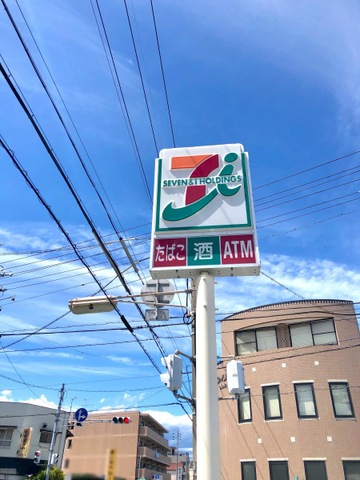 SEVEN & i HOLDINGS
たばこ 酒 ATM